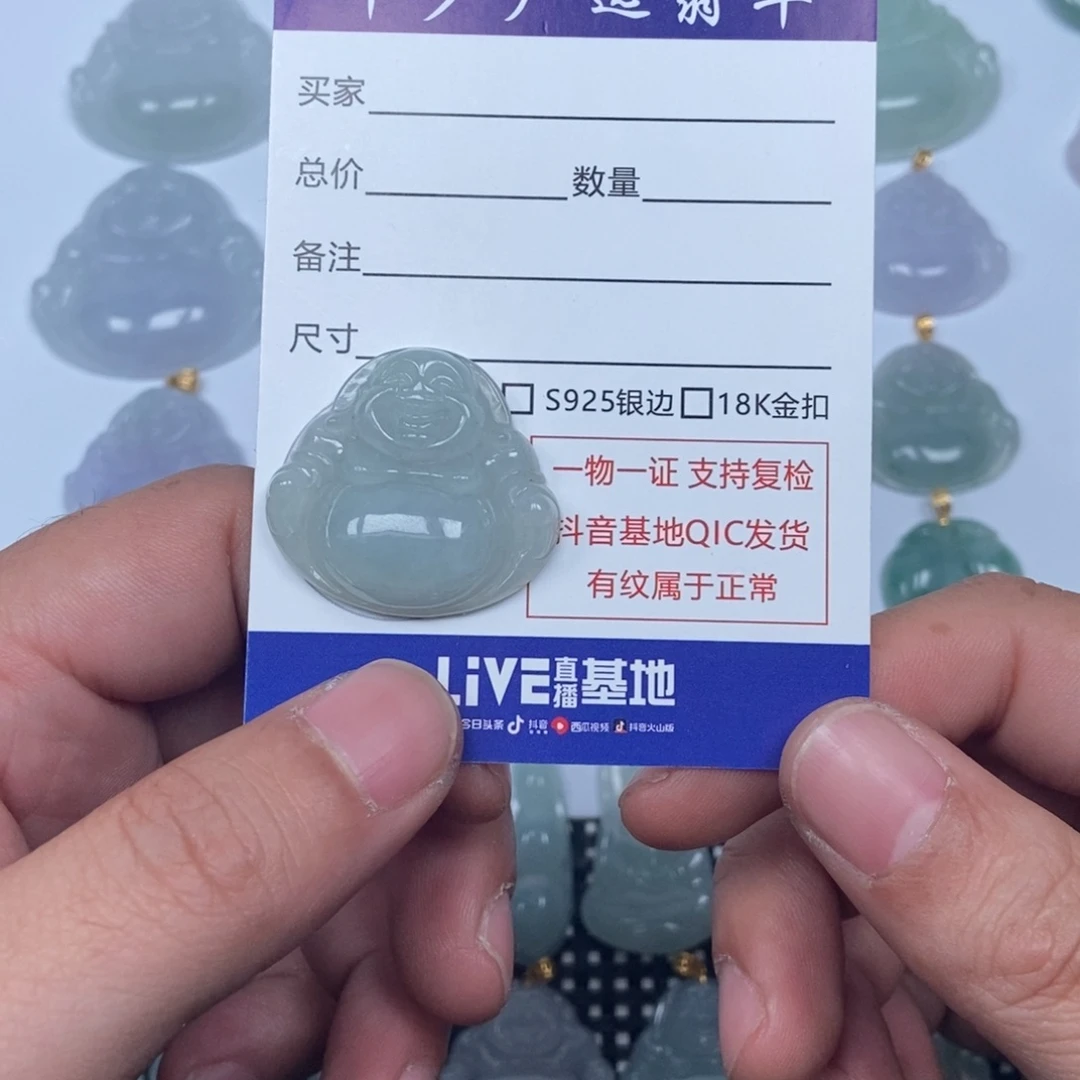 买家
总价 数量
备注
尺寸
S925银边 18K金扣
一物一证 支持复检
抖音基地QIC发货
有纹属于正常
LiVE直播基地
今日头条 抖音 西瓜视频 抖音火山版